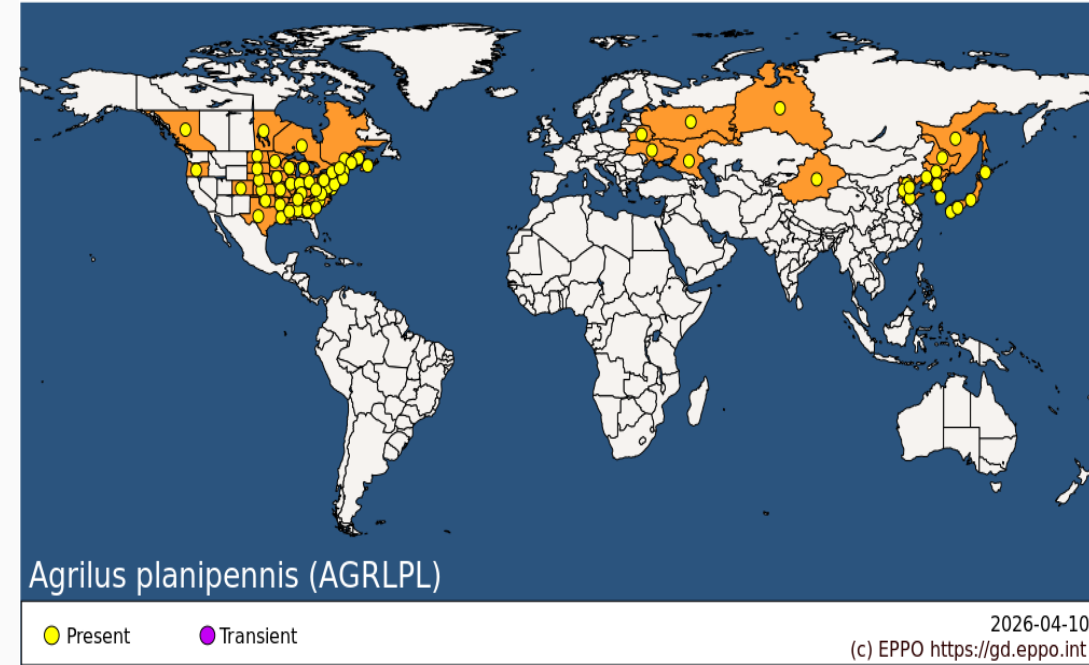 Agrilus planipennis (AGRLPL)
Present
Transient
2026-04-10
(c) EPPO https://gd.eppo.int